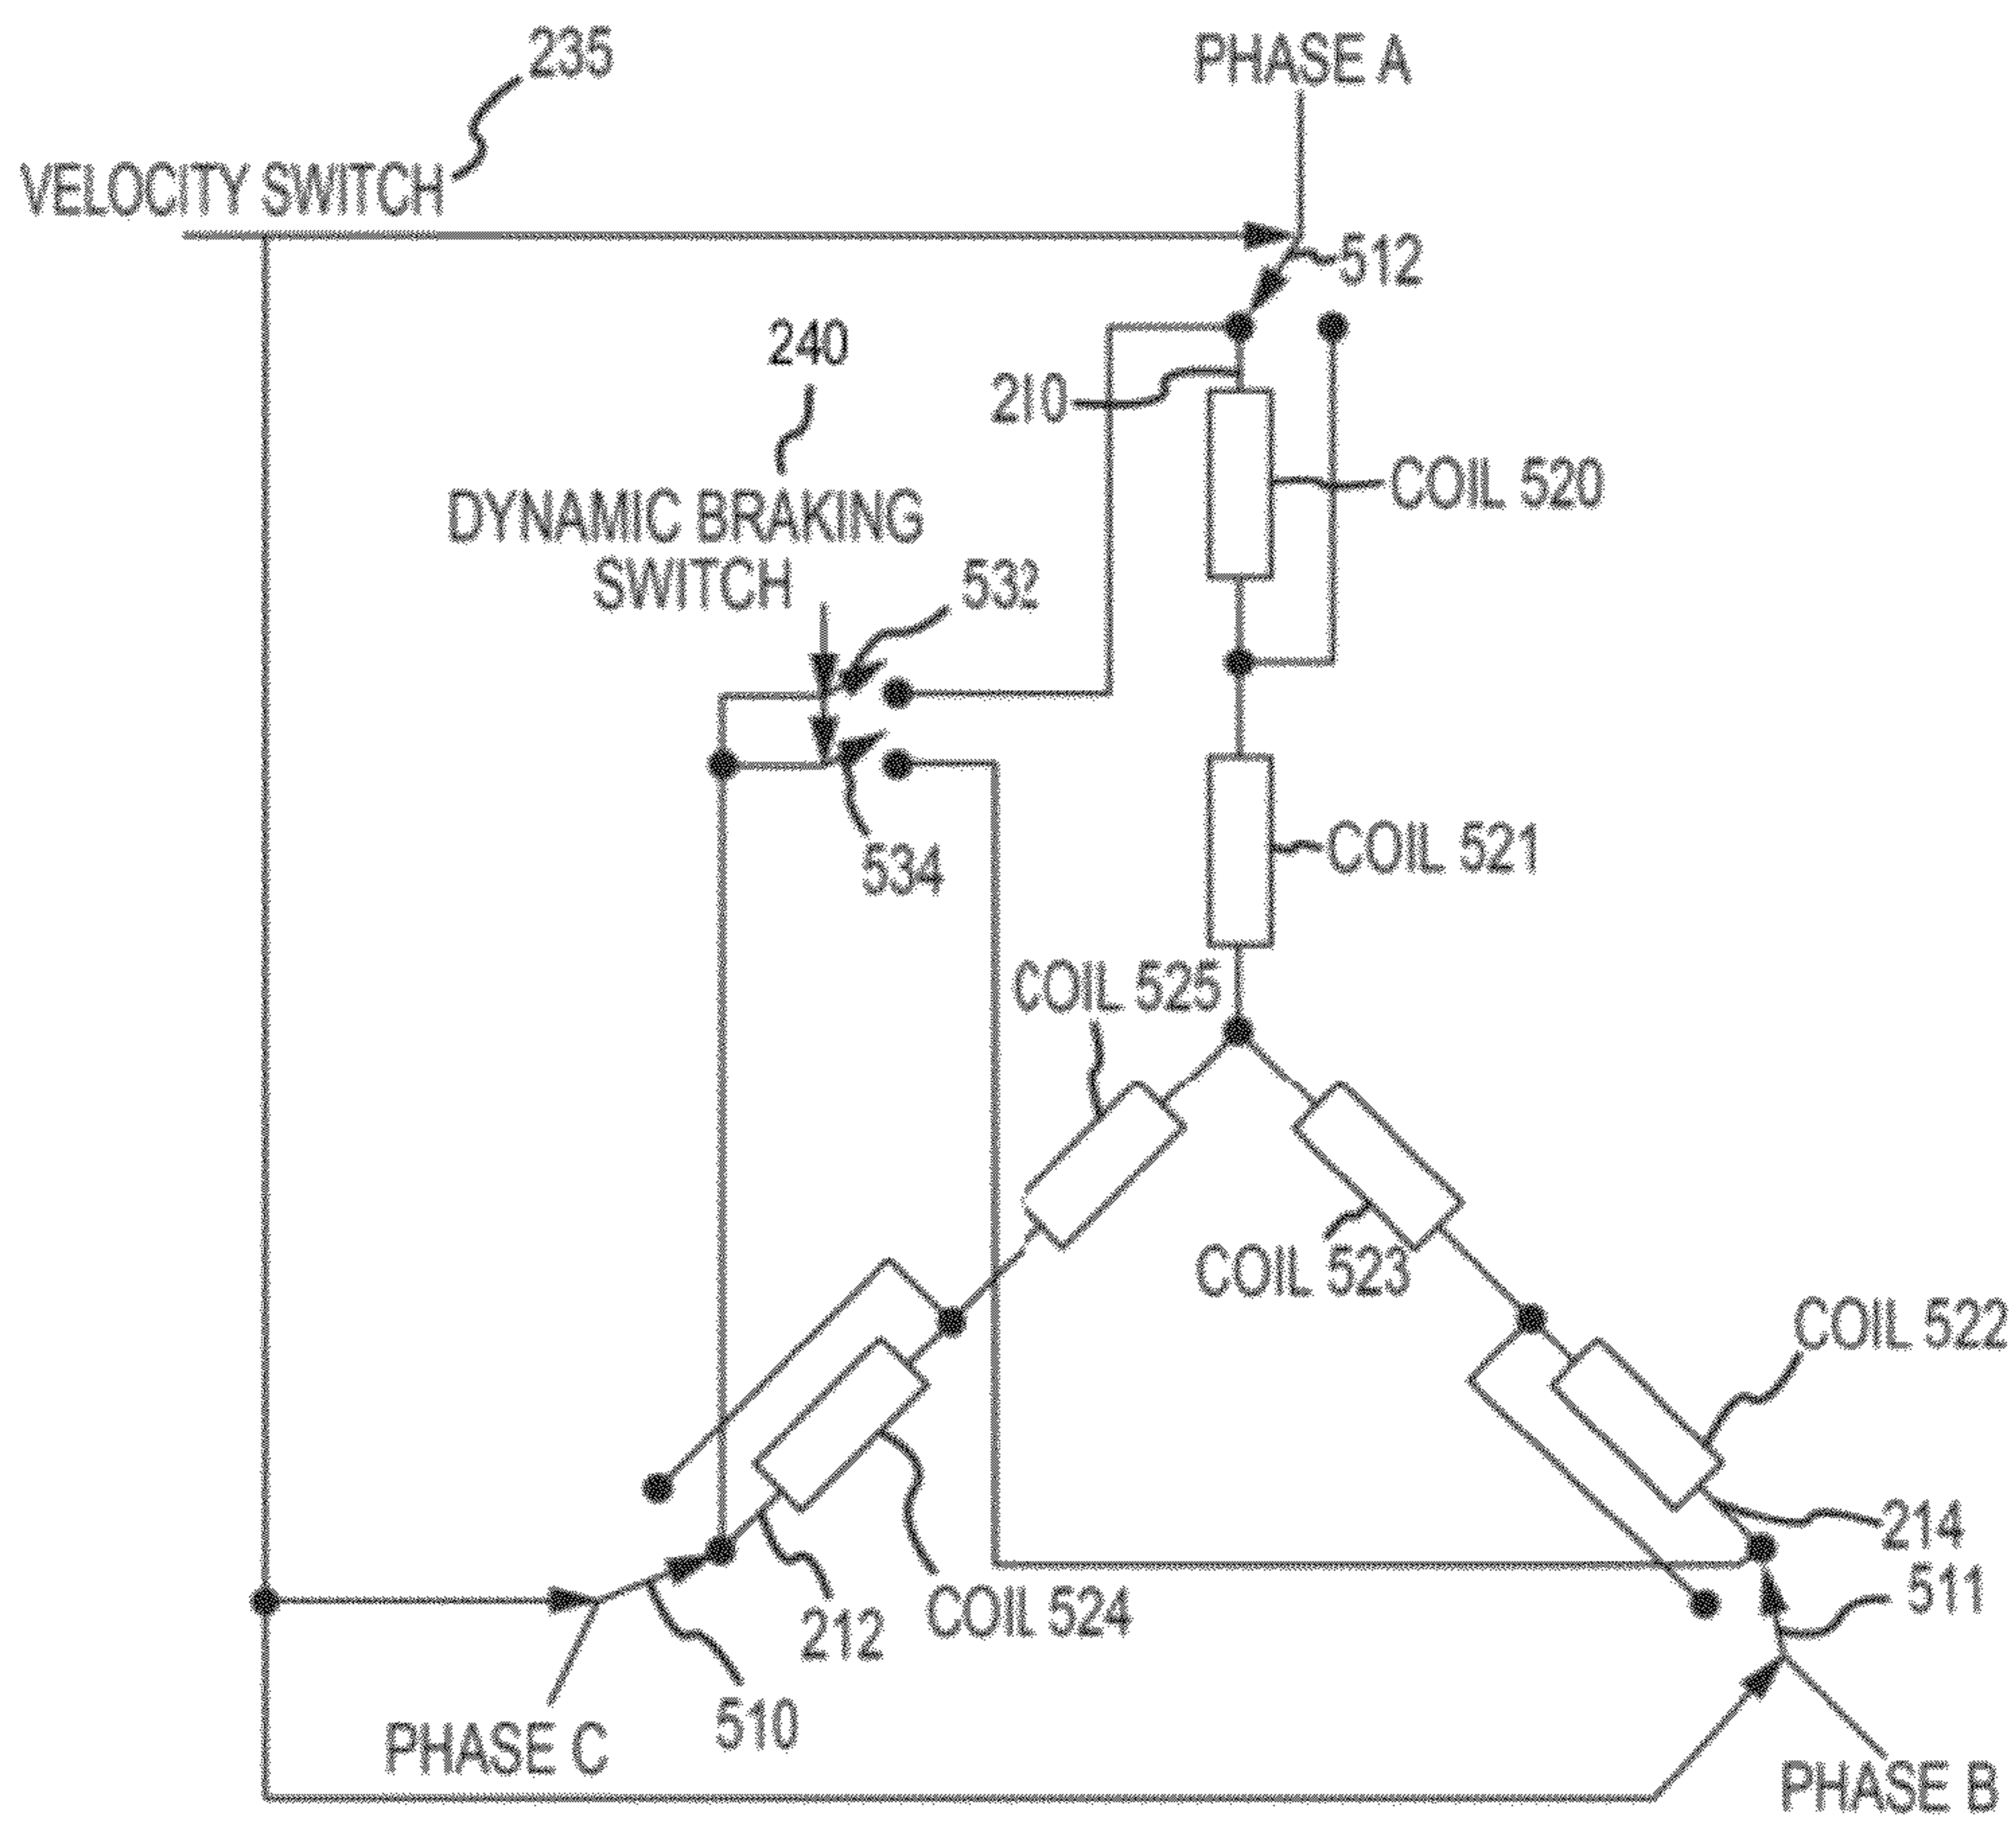 235
PHASE A
VELOCITY SWITCH
512
240
210
COIL 520
DYNAMIC BRAKING
SWITCH
532
COIL 521
534
COIL 525
COIL 523
COIL 522
214
511
COIL 524
212
510
PHASE C
PHASE B